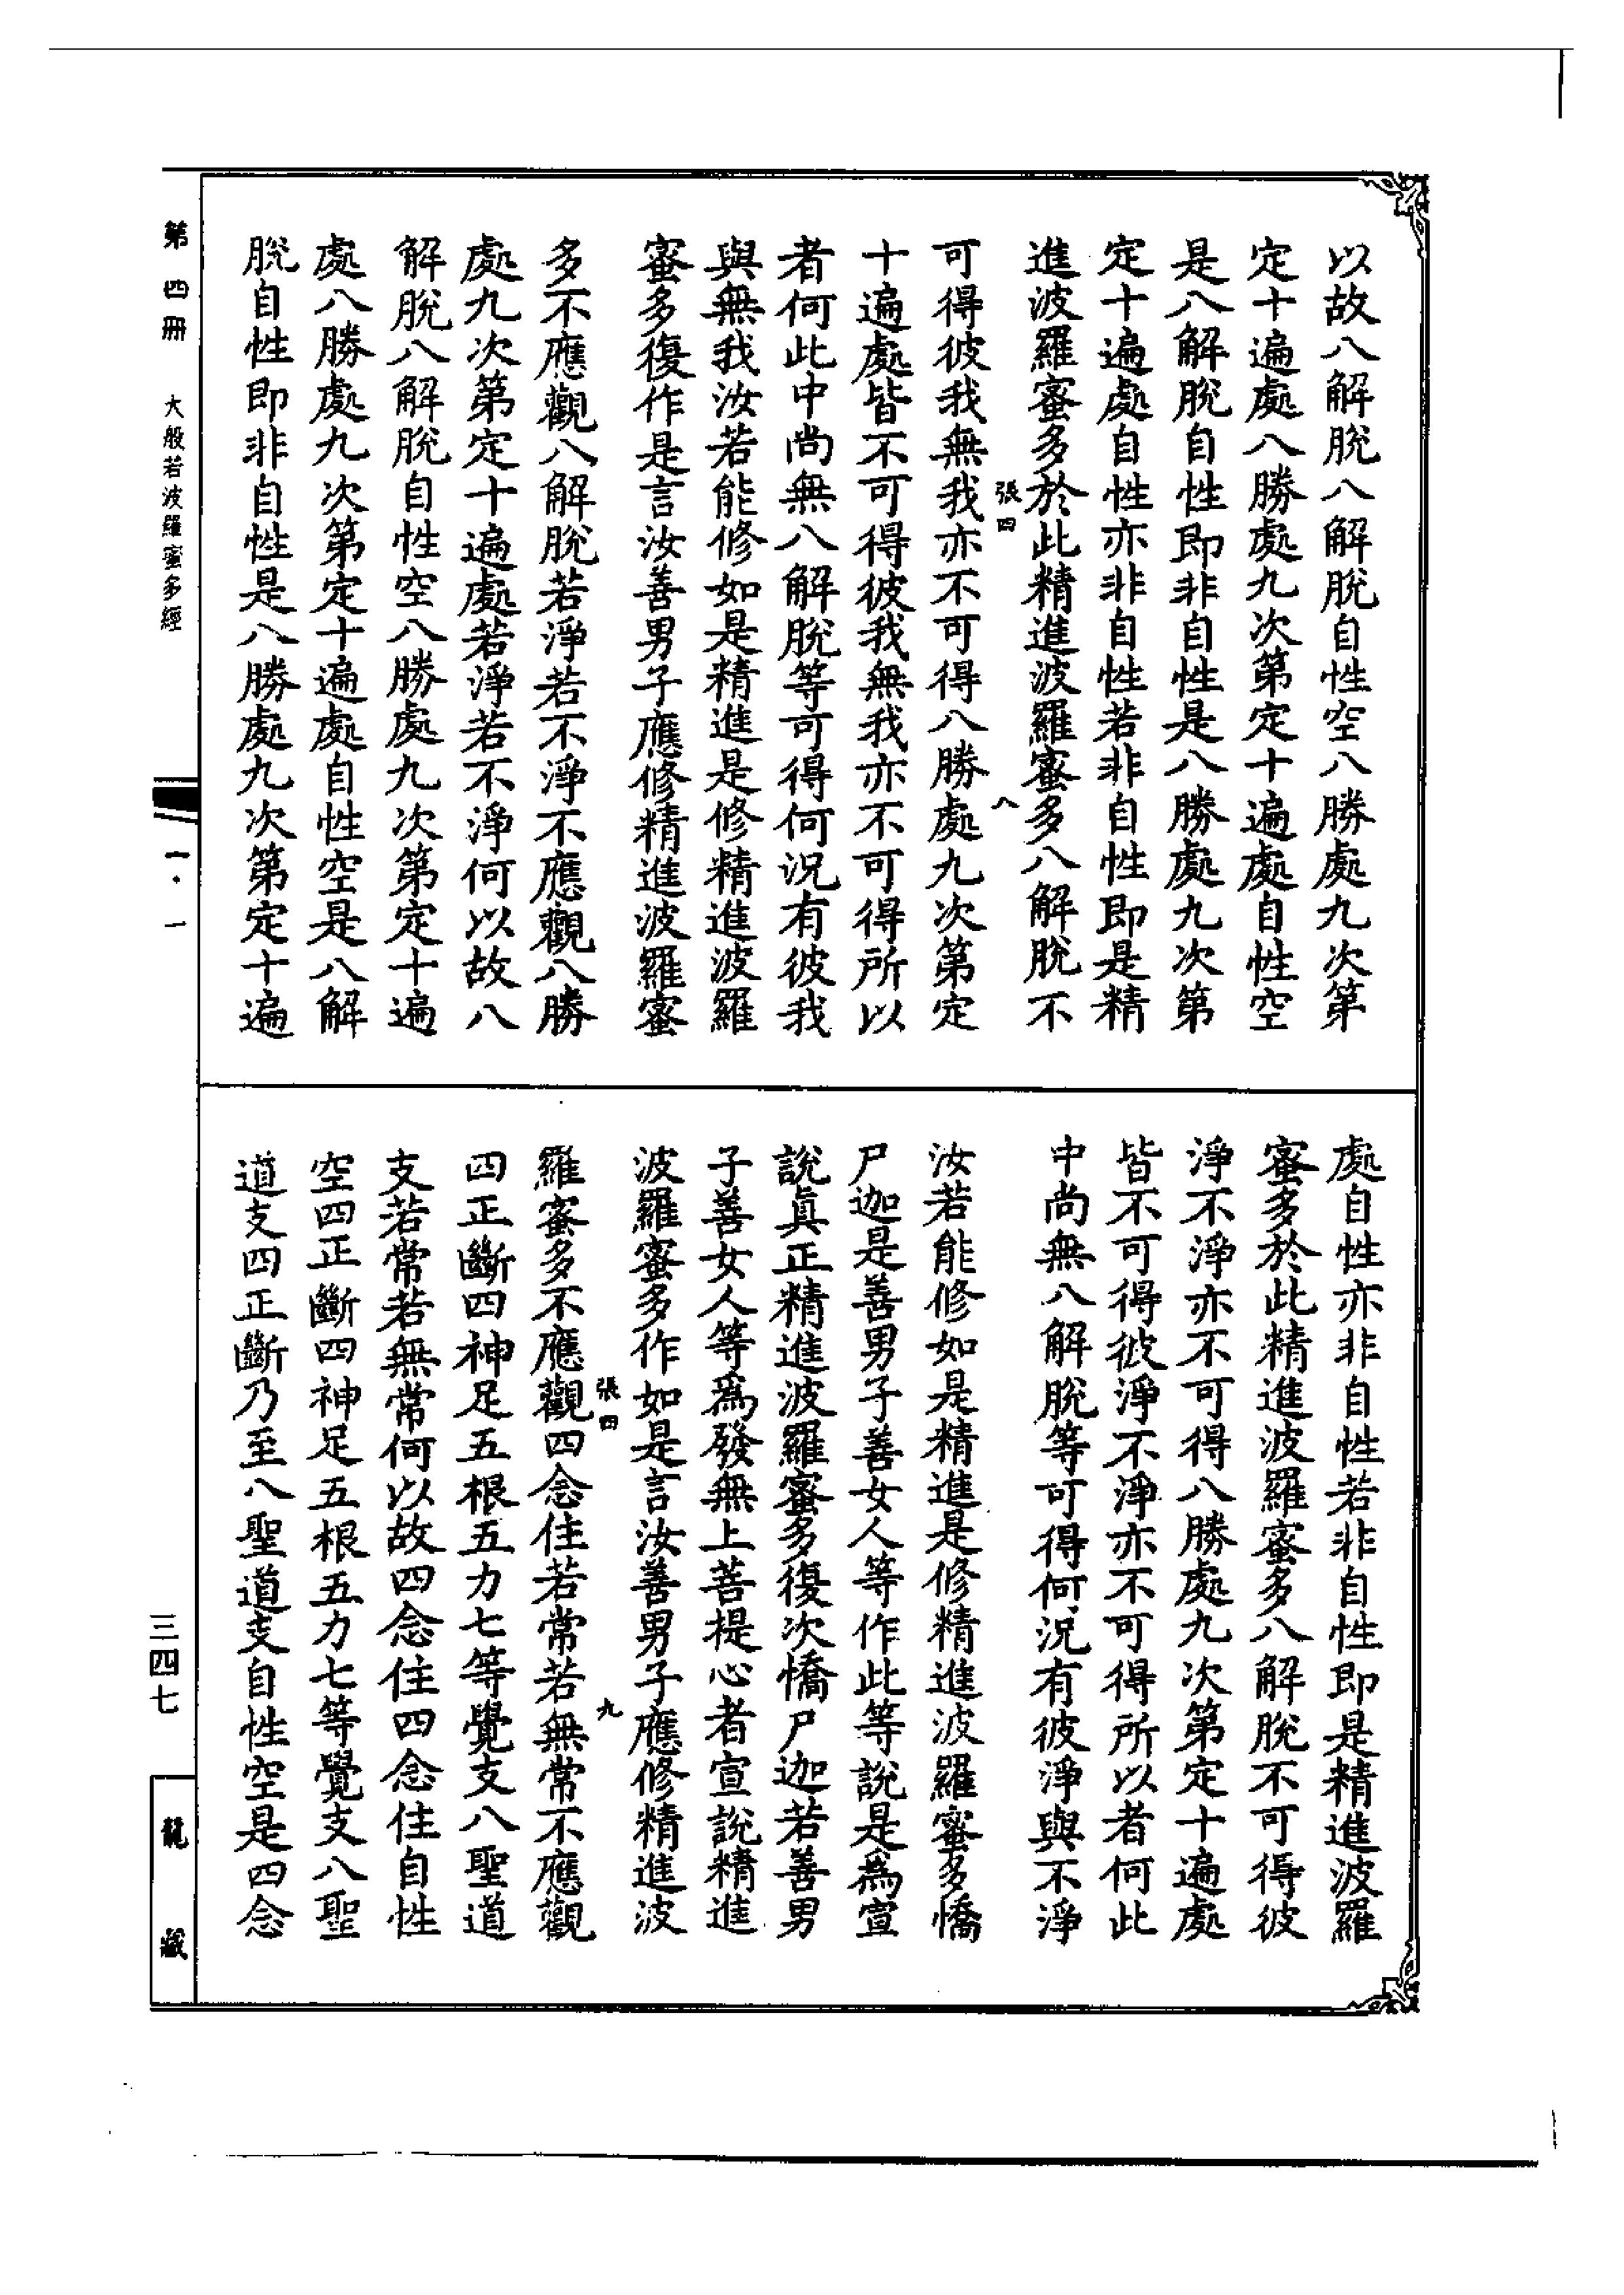 以故八解脫八解脫自性空八勝處九次第
定十遍處八勝處九次第定十遍處自性空
是八解脫自性即非自性是八勝處九次第
定十遍處自性亦非自性若非自性即是精
進波羅蜜多於此精進波羅蜜多八解脫不
張四 八
可得彼我無我亦不可得八勝處九次第定
十遍處皆不可得彼我無我亦不可得所以
者何此中尚無八解脫等可得何況有彼我
與無我汝若能修如是精進是修精進波羅
蜜多復作是言汝善男子應修精進波羅蜜
多不應觀八解脫若淨若不淨不應觀八勝
處九次第定十遍處若淨若不淨何以故八
解脫八解脫自性空八勝處九次第定十遍
處八勝處九次第定十遍處自性空是八解
脫自性即非自性是八勝處九次第定十遍
處自性亦非自性若非自性即是精進波羅
蜜多於此精進波羅蜜多八解脫不可得彼
淨不淨亦不可得八勝處九次第定十遍處
皆不可得彼淨不淨亦不可得所以者何此
中尚無八解脫等可得何況有彼淨與不淨
汝若能修如是精進是修精進波羅蜜多憍
尸迦是善男子善女人等作此等說是為宣
說真正精進波羅蜜多復次憍尸迦若善男
子善女人等為發無上菩提心者宣說精進
波羅蜜多作如是言汝善男子應修精進波
張四 九
羅蜜多不應觀四念住若常若無常不應觀
四正斷四神足五根五力七等覺支八聖道
支若常若無常何以故四念住四念住自性
空四正斷四神足五根五力七等覺支八聖
道支四正斷乃至八聖道支自性空是四念
第四冊 大般若波羅蜜多經
一·一
三四七
龍藏